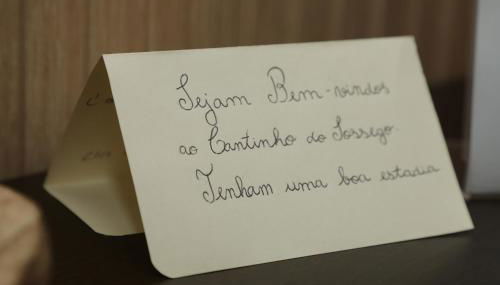 Sejam Bem-vindos
ao Cantinho do Sossego.
Tenham uma boa estadia